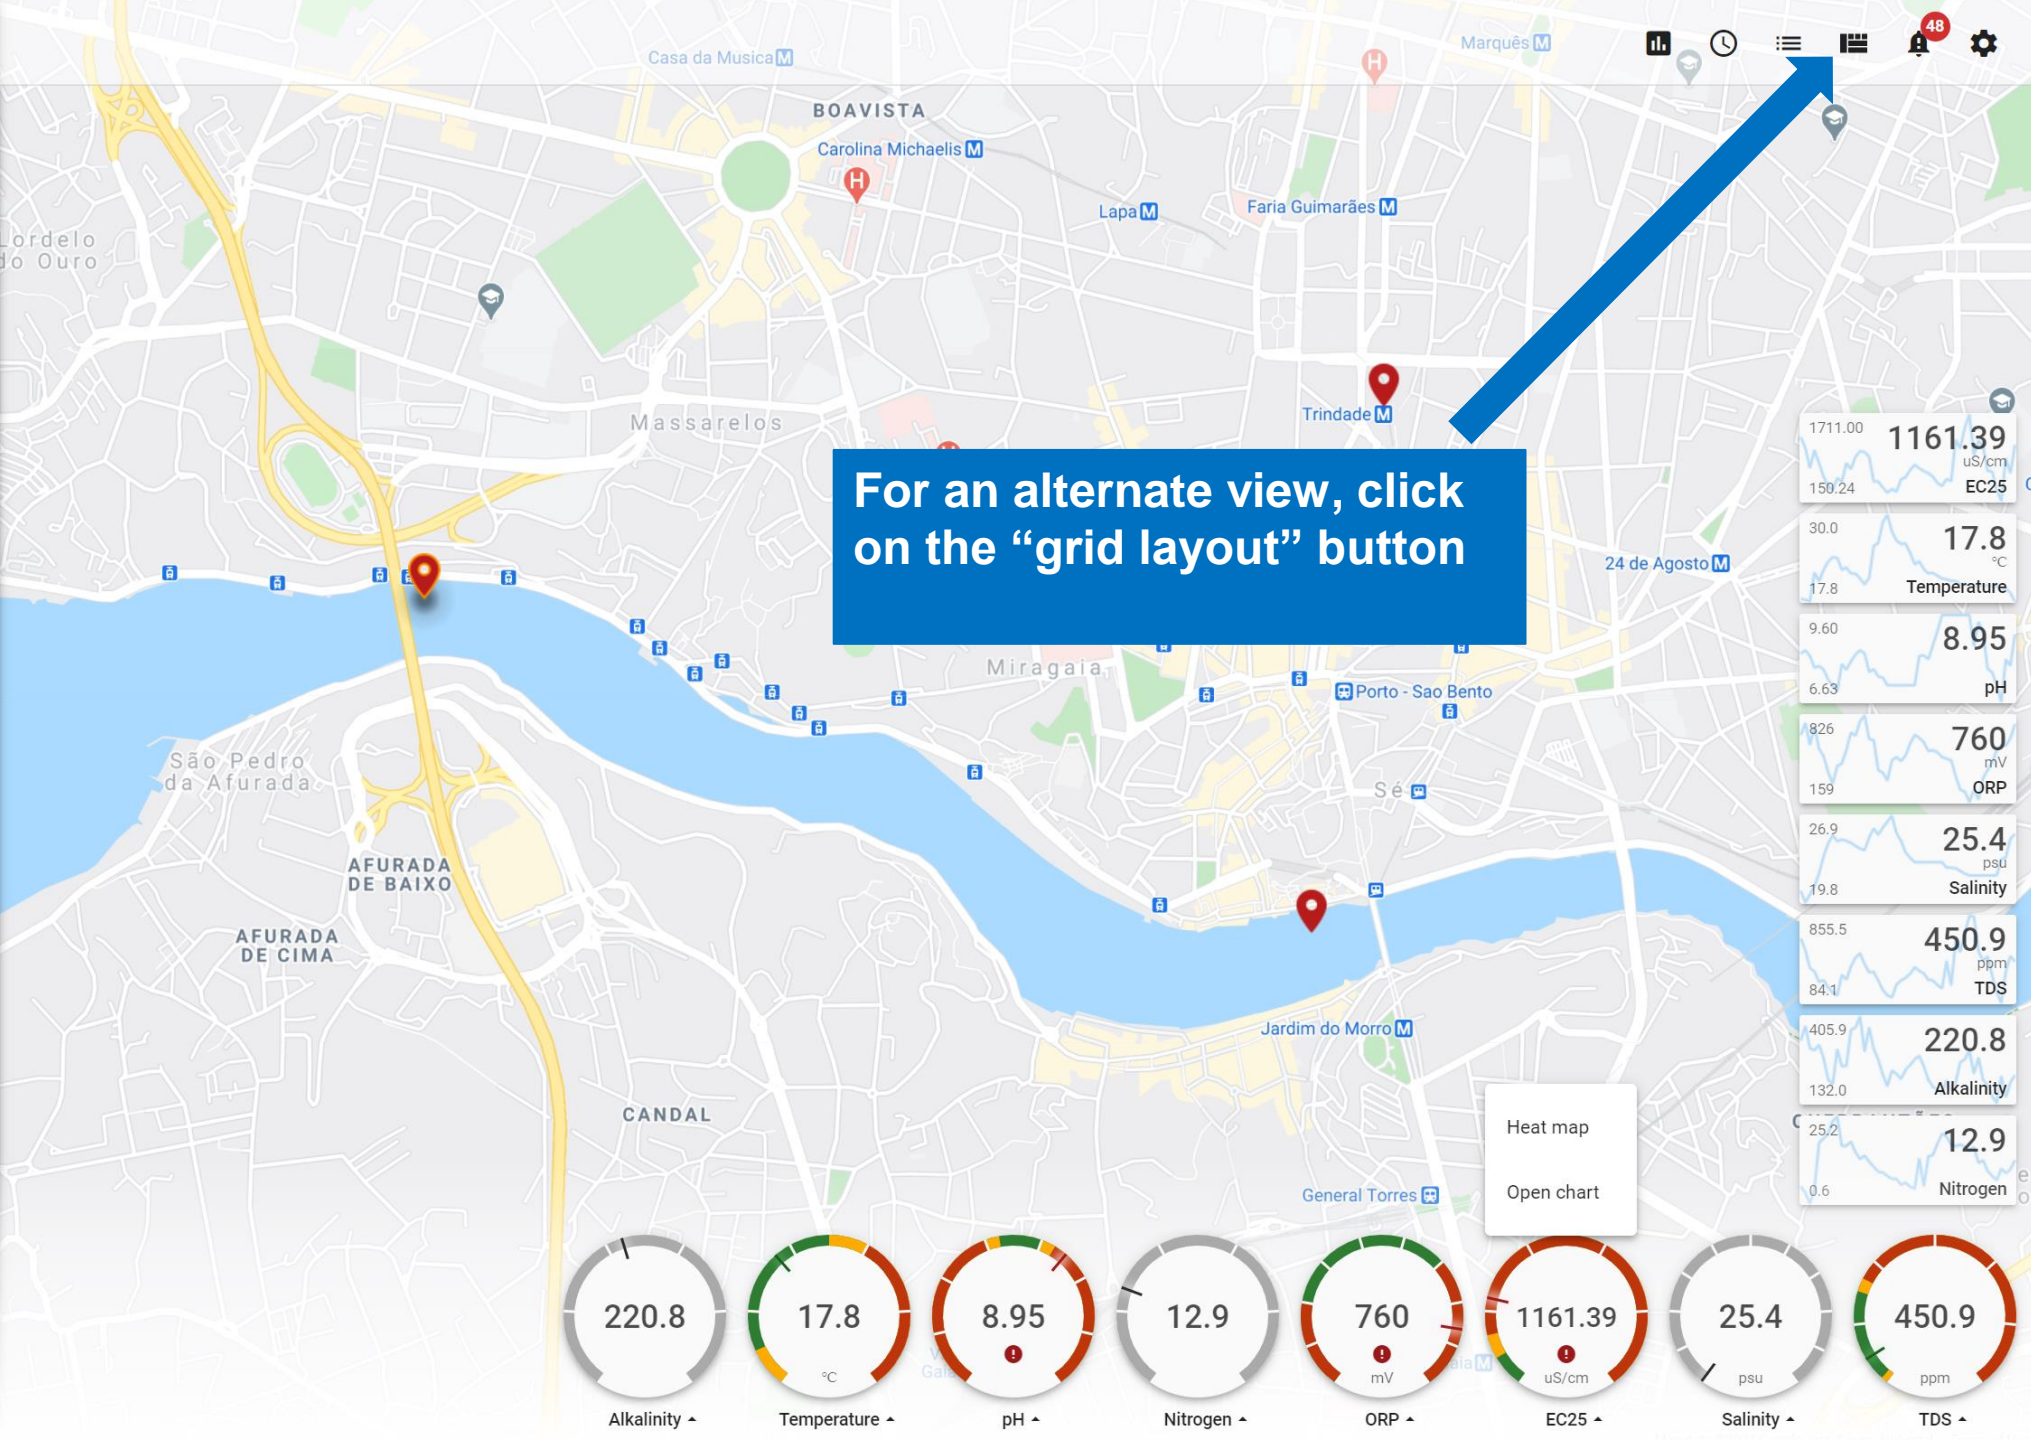 48
Casa da Musica M
Marquês M
H
BOAVISTA
Carolina Michaelis M
H
Lapa M
Faria Guimarães M
Lordelo
do Ouro
Massarelos
Trindade M
For an alternate view, click
on the “grid layout” button
24 de Agosto M
1711.00
1161.39
uS/cm
150.24
EC25
30.0
17.8
°C
17.8
Temperature
9.60
8.95
6.63
pH
826
760
mV
159
ORP
26.9
25.4
psu
19.8
Salinity
855.5
450.9
ppm
84.1
TDS
405.9
220.8
132.0
Alkalinity
25.2
12.9
0.6
Nitrogen
Miragaia
Porto - Sao Bento
São Pedro
da Afurada
Sé
AFURADA
DE BAIXO
AFURADA
DE CIMA
Jardim do Morro M
CANDAL
Heat map
Open chart
General Torres
220.8
17.8
°C
8.95
12.9
760
mV
1161.39
uS/cm
25.4
psu
450.9
ppm
Alkalinity
Temperature
pH
Nitrogen
ORP
EC25
Salinity
TDS